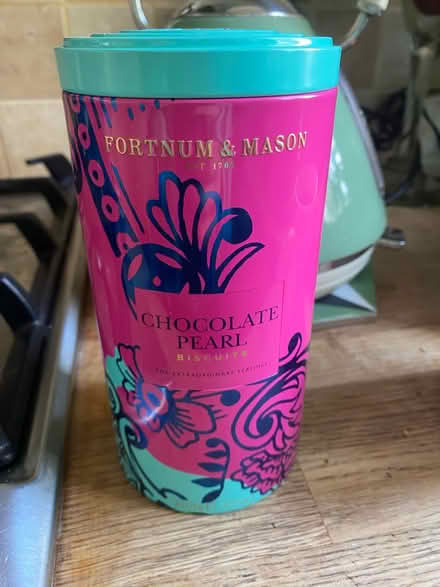 FORTNUM & MASON
CHOCOLATE
PEARL
BISCUITS